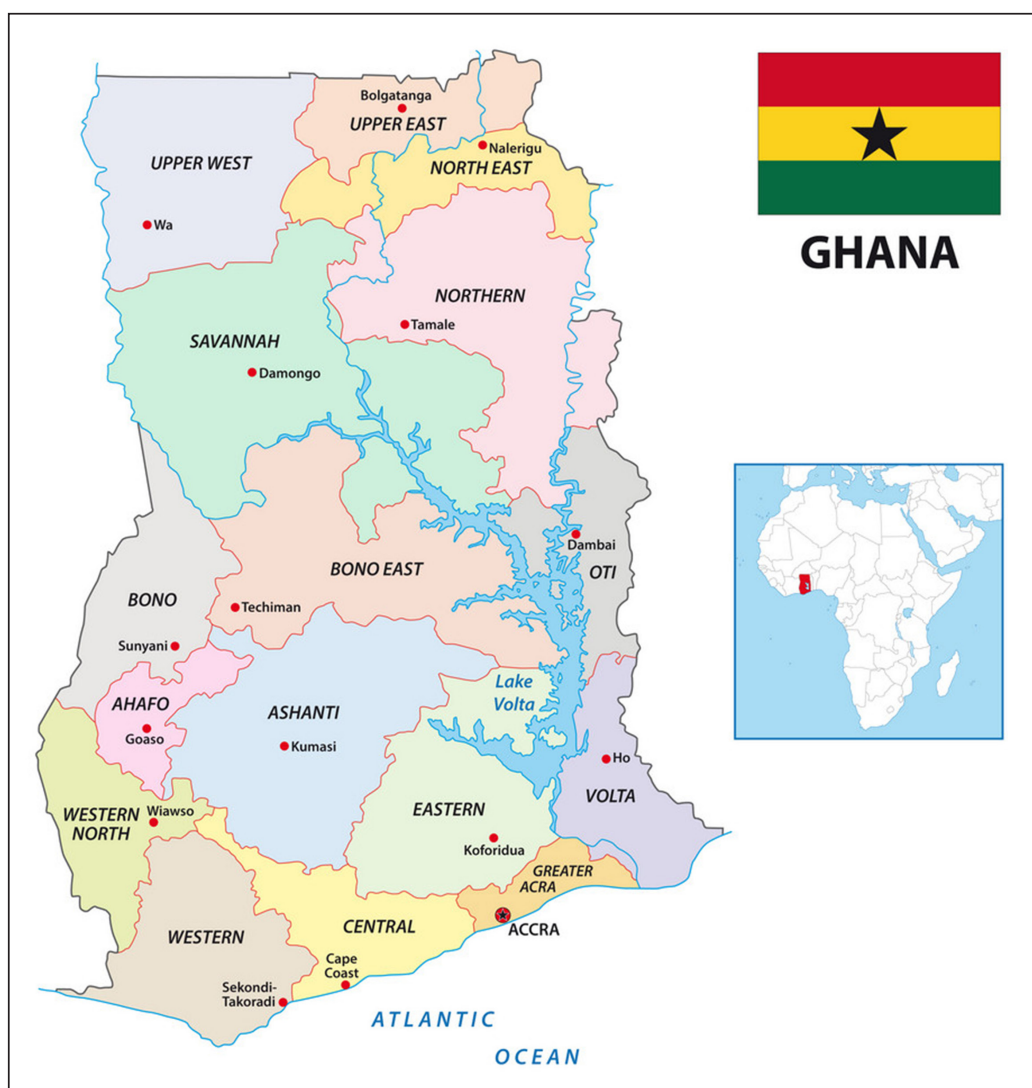 Bolgatanga
UPPER EAST
Nalerigu
NORTH EAST
UPPER WEST
Wa
GHANA
NORTHERN
Tamale
SAVANNAH
Damongo
Dambai
OTI
BONO EAST
BONO
Techiman
Sunyani
Lake
Volta
AHAFO
Goaso
ASHANTI
Kumasi
Ho
VOLTA
EASTERN
Koforidua
WESTERN
NORTH
Wiawso
GREATER
ACRA
ACCRA
CENTRAL
WESTERN
Cape
Coast
Sekondi-
Takoradi
ATLANTIC
OCEAN